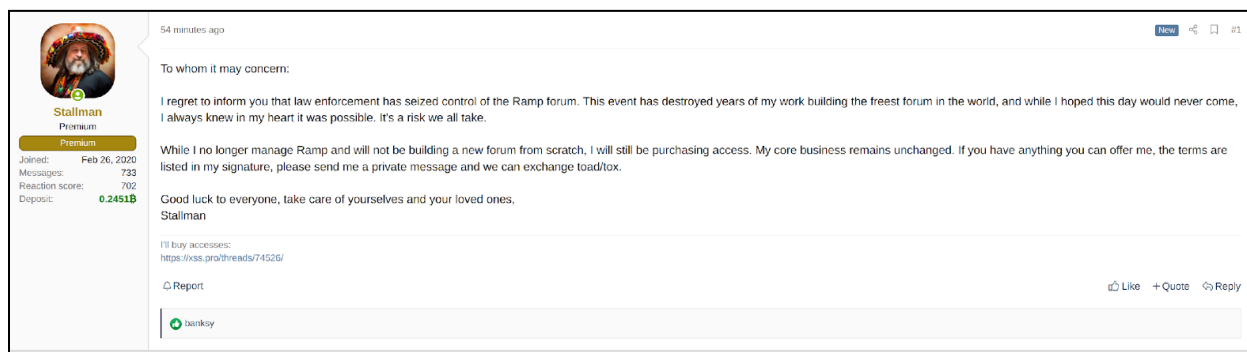 54 minutes ago
New
#1
Stallman
Premium
Premium
Joined: Feb 26, 2020
Messages: 733
Reaction score: 702
Deposit: 0.2451₿
To whom it may concern:
I regret to inform you that law enforcement has seized control of the Ramp forum. This event has destroyed years of my work building the freest forum in the world, and while I hoped this day would never come,
I always knew in my heart it was possible. It's a risk we all take.
While I no longer manage Ramp and will not be building a new forum from scratch, I will still be purchasing access. My core business remains unchanged. If you have anything you can offer me, the terms are
listed in my signature, please send me a private message and we can exchange toad/tox.
Good luck to everyone, take care of yourselves and your loved ones,
Stallman
I'll buy accesses:
https://xss.pro/threads/74526/
Report
Like
+ Quote
Reply
banksy